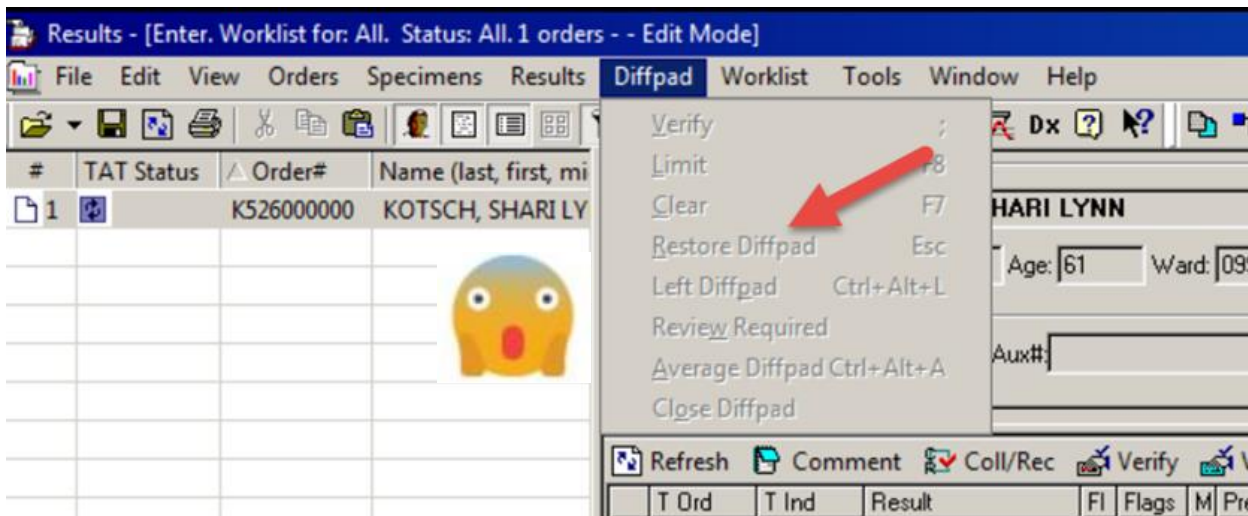 Results - [Enter. Worklist for: All. Status: All. 1 orders - - Edit Mode]
File Edit View Orders Specimens Results Diffpad Worklist Tools Window Help
Dx
Verify ;
Limit F8
Clear F7
Restore Diffpad Esc
Left Diffpad Ctrl+Alt+L
Review Required
Average Diffpad Ctrl+Alt+A
Close Diffpad
# TAT Status Order# Name (last, first, mi
1 K526000000 KOTSCH, SHARI LY
HARI LYNN
Age: 61 Ward: 09
Aux#:
Refresh Comment Coll/Rec Verify
T Ord T Ind Result Fl Flags M Pre